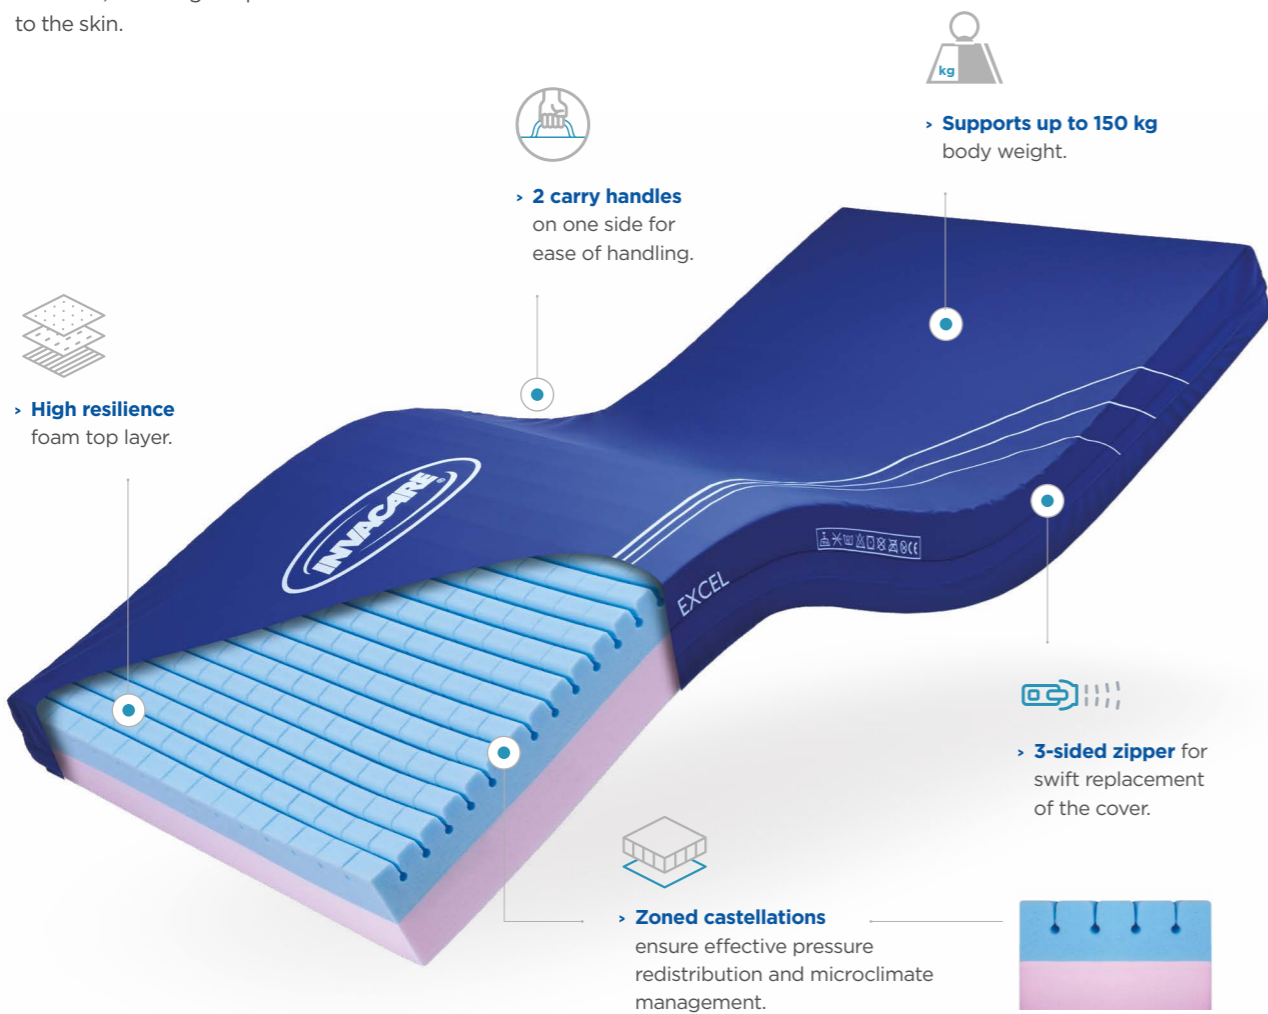 to the skin.
kg
> Supports up to 150 kg
body weight.
> 2 carry handles
on one side for
ease of handling.
> High resilience
foam top layer.
INVACARE®
EXCEL
> 3-sided zipper for
swift replacement
of the cover.
> Zoned castellations
ensure effective pressure
redistribution and microclimate
management.